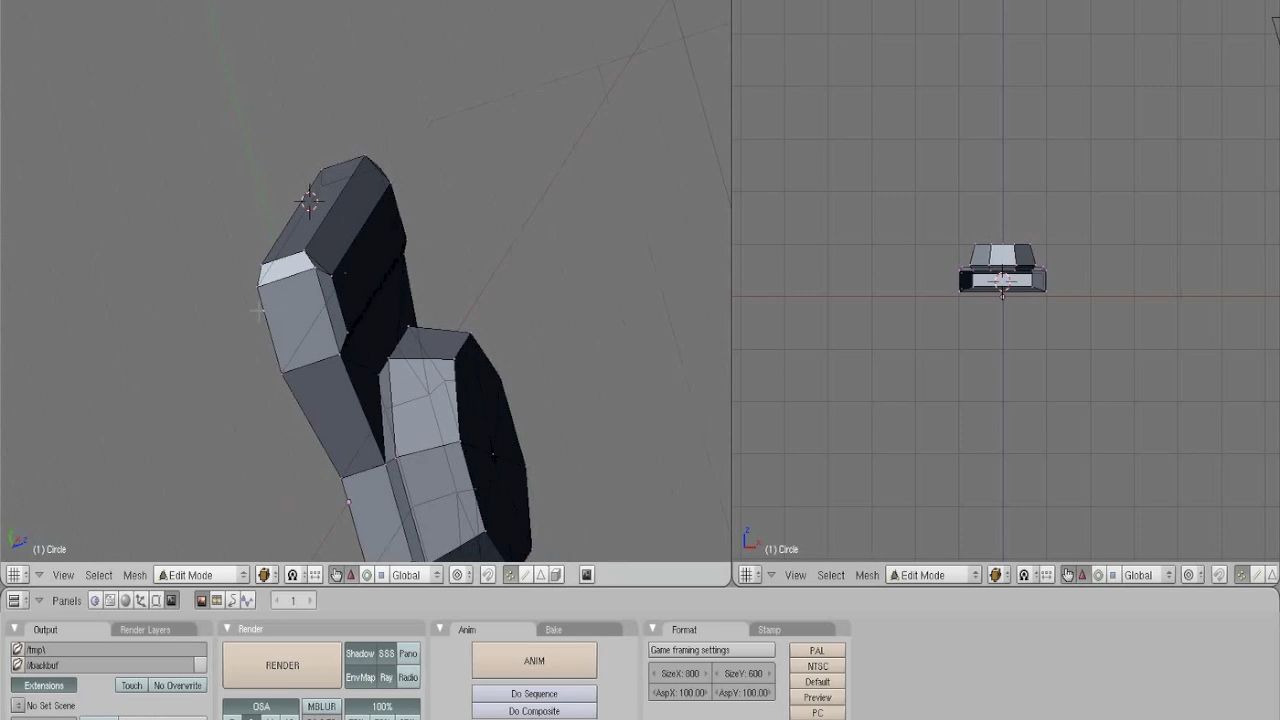 (1) Circle
(1) Circle
View Select Mesh Edit Mode Global
View Select Mesh Edit Mode Global
Panels 1
Output Render Layers Render Anim Bake Format Stamp
/tmp\
//backbuf
Extensions Touch No Overwrite
No Set Scene
RENDER
Shadow SSS Pano
EnvMap Ray Radio
OSA MBLUR 100%
ANIM
Do Sequence
Do Composite
Game framing settings
SizeX: 800 SizeY: 600
AspX: 100.00 AspY: 100.00
PAL
NTSC
Default
Preview
PC